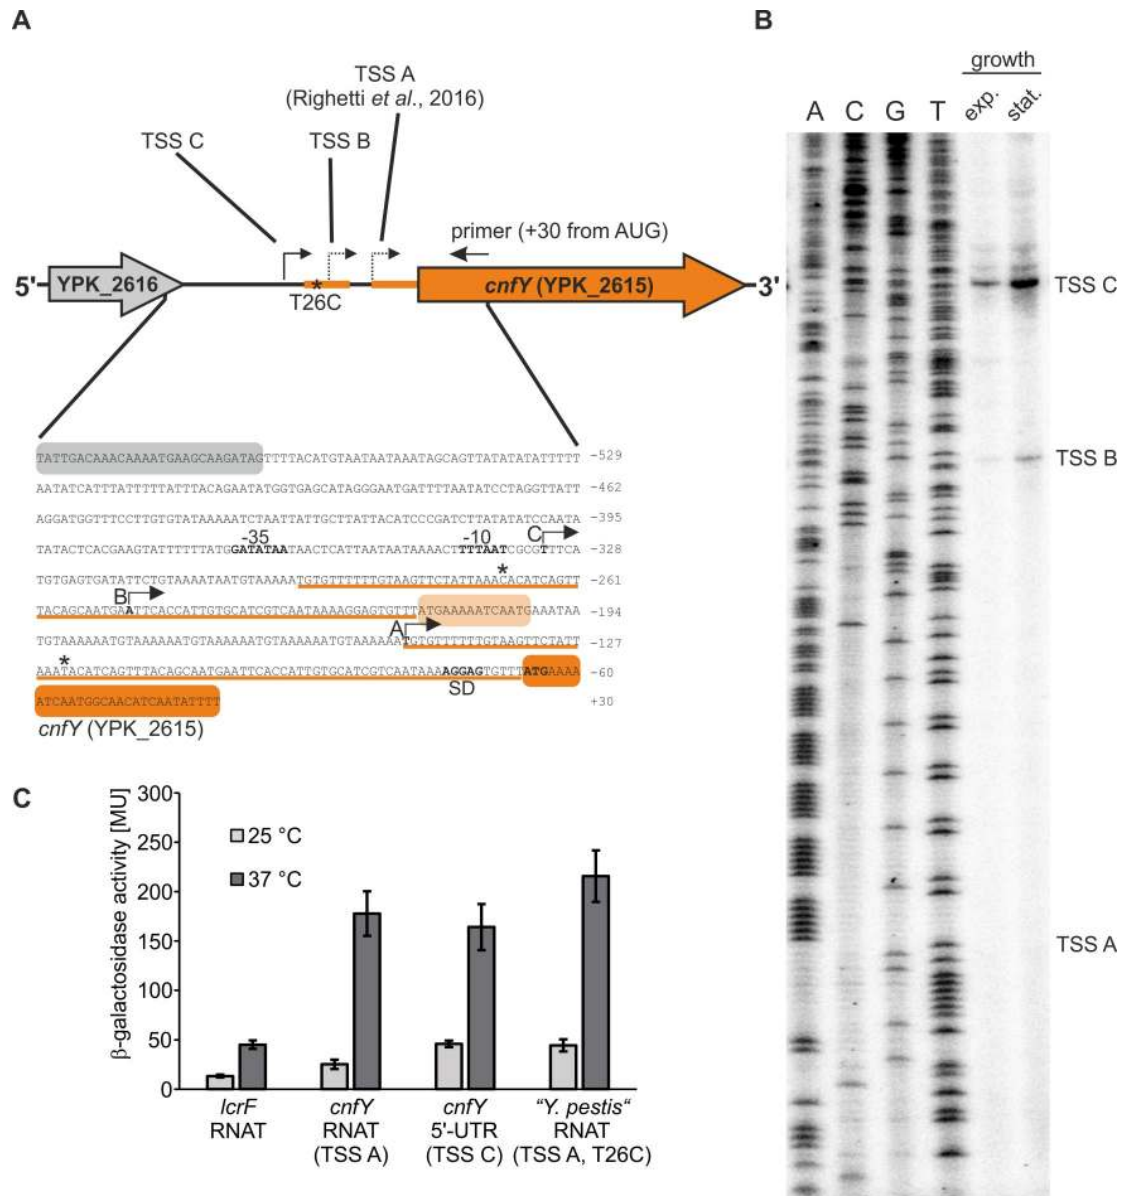 A
TSS A
(Righetti et al., 2016)
TSS C
TSS B
primer (+30 from AUG)
5'
YPK_2616
*
T26C
cnfY (YPK_2615)
3'
TATTGACAAACAAAATGAAGCAAGATAGTTTTACATGTAATAATAAATAGCAGTTATATATATTTTT -529
AATATCATTTATTTTTATTTACAGAATATGGTGAGCATAGGGAATGATTTTAATATCCTAGGTTATT -462
AGGATGGTTTCCTTGTGTATAAAAATCTAATTATTGCTTATTACATCCCGATCTTATATATCCAATA -395
-35 -10 C
TATACTCACGAAGTATTTTTTATGGATATAATAACTCATTAATAATAAAACTTTTAATCGCGTTTCA -328
*
TGTGAGTGATATTCTGTAAAATAATGTAAAAATGTGTTTTTTGTAAGTTCTATTAAACACATCAGTT -261
B
TACAGCAATGAATTCACCATTGTGCATCGTCAATAAAAGGAGTGTTTATGAAAAATCAATGAAATAA -194
A
TGTAAAAAATGTAAAAAATGTAAAAAATGTAAAAAATGTAAAAAATGTGTTTTTTGTAAGTTCTATT -127
*
AAATACATCAGTTTACAGCAATGAATTCACCATTGTGCATCGTCAATAAAAGGAGTGTTTATGAAAA -60
SD
ATCAATGGCAACATCAATATTTT +30
cnfY (YPK_2615)
B
growth
A C G T exp. stat.
TSS C
TSS B
TSS A
C
β-galactosidase activity [MU]
300
250
200
150
100
50
0
25 °C
37 °C
lcrF
RNAT
cnfY
RNAT
(TSS A)
cnfY
5'-UTR
(TSS C)
"Y. pestis"
RNAT
(TSS A, T26C)